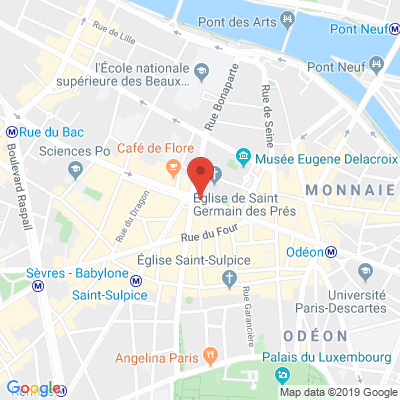 Pont des Arts
Rue de Lille
Pont Neuf
l'École nationale
supérieure des Beaux...
Pont Neuf
Rue Bonaparte
Rue de Seine
Rue du Bac
Café de Flore
Sciences Po
Musée Eugene Delacroix
Boulevard Raspail
MONNAIE
Église de Saint
Germain des Prés
Rue du Dragon
Rue du Four
Odéon
Sèvres - Babylone
Église Saint-Sulpice
Saint-Sulpice
Université
Paris-Descartes
Rue Garancière
ODÉON
Angelina Paris
Palais du Luxembourg
Google
Map data ©2019 Google